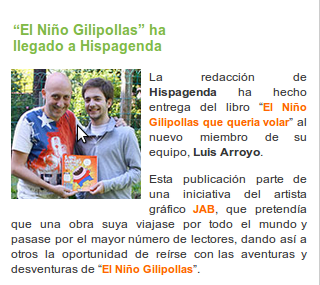 “El Niño Gilipollas” ha
llegado a Hispagenda
La redacción de
Hispagenda ha hecho
entrega del libro “El Niño
Gilipollas que queria volar” al
nuevo miembro de su
equipo, Luis Arroyo.
Esta publicación parte de
una iniciativa del artista
gráfico JAB, que pretendía
que una obra suya viajase por todo el mundo y
pasase por el mayor número de lectores, dando así a
otros la oportunidad de reírse con las aventuras y
desventuras de “El Niño Gilipollas”.